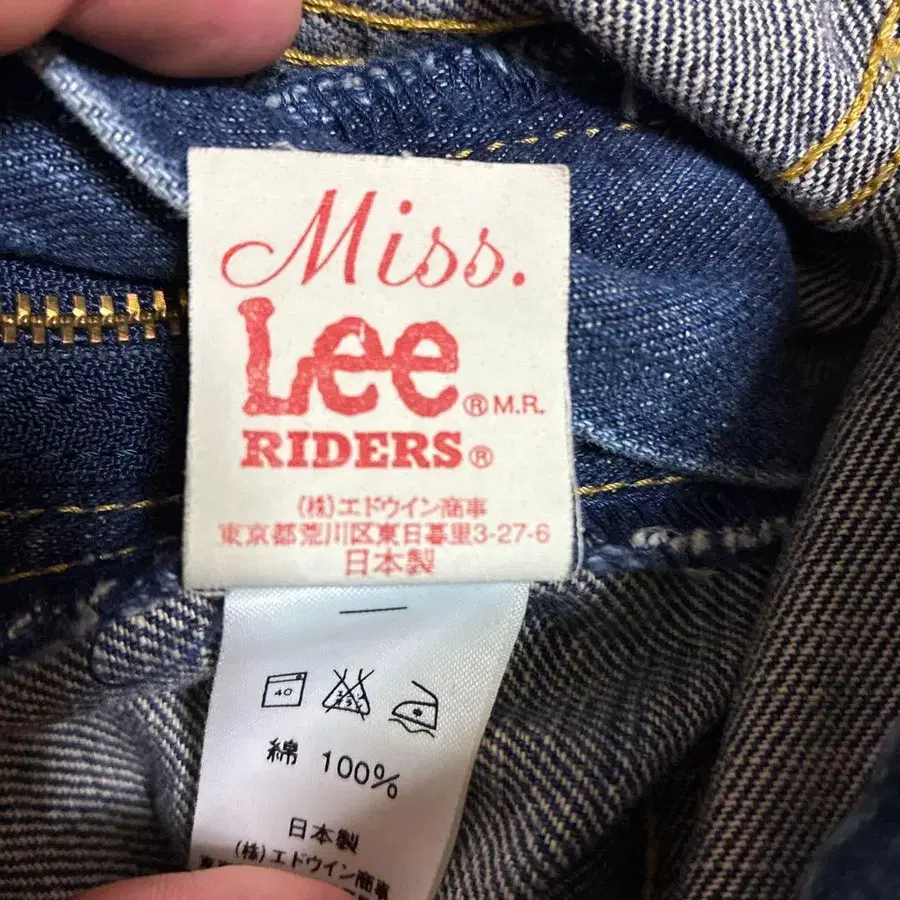 Miss.
Lee ® M.R.
RIDERS®
(株)エドウイン商事
東京都荒川区東日暮里3-27-6
日本製
40
綿 100%
日本製
(株)エドウイン商事